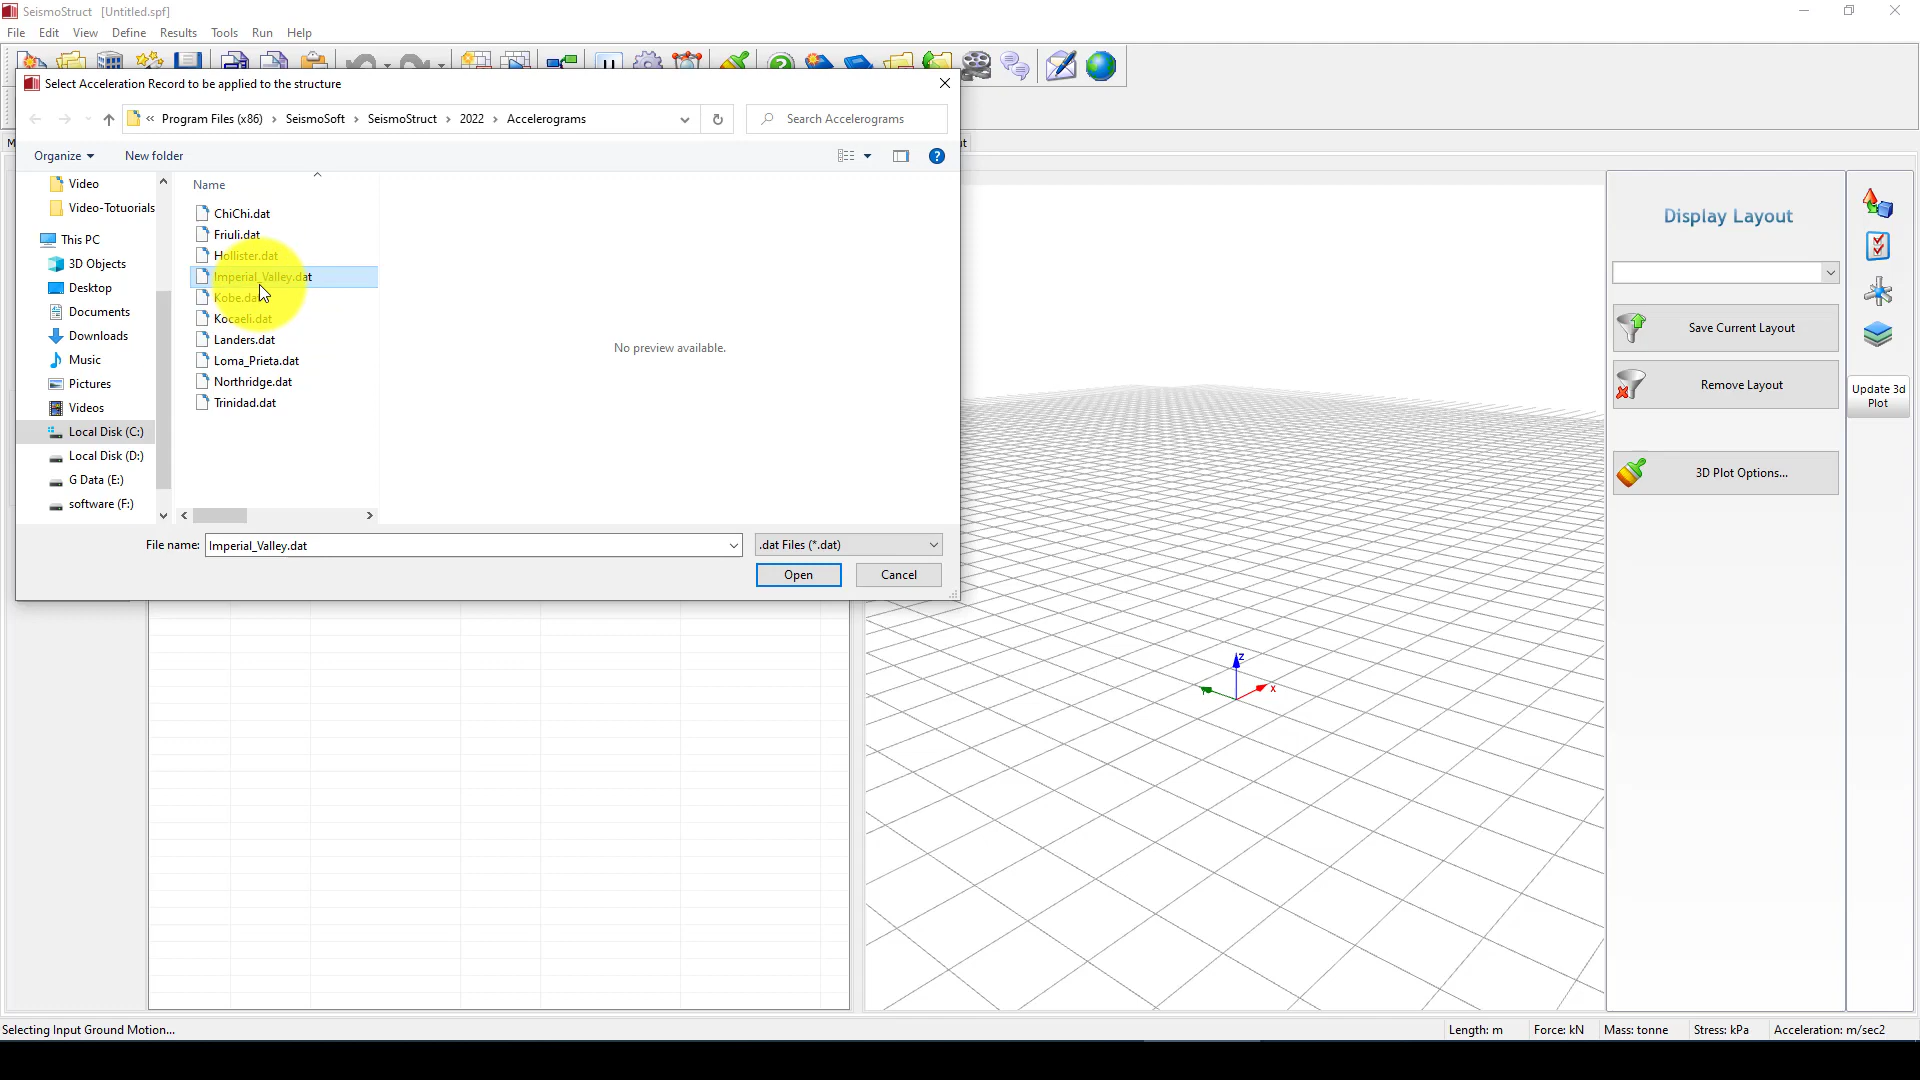 SeismoStruct [Untitled.spf]
File Edit View Define Results Tools Run Help
Select Acceleration Record to be applied to the structure
« Program Files (x86) › SeismoSoft › SeismoStruct › 2022 › Accelerograms
Search Accelerograms
Organize
New folder
Video
Video-Totuorials
This PC
3D Objects
Desktop
Documents
Downloads
Music
Pictures
Videos
Local Disk (C:)
Local Disk (D:)
G Data (E:)
software (F:)
Name
ChiChi.dat
Friuli.dat
Hollister.dat
Imperial_Valley.dat
Kobe.dat
Kocaeli.dat
Landers.dat
Loma_Prieta.dat
Northridge.dat
Trinidad.dat
No preview available.
File name: Imperial_Valley.dat
.dat Files (*.dat)
Open Cancel
Display Layout
Save Current Layout
Remove Layout
3D Plot Options...
Update 3d
Plot
z
x
Selecting Input Ground Motion...
Length: m Force: kN Mass: tonne Stress: kPa Acceleration: m/sec2